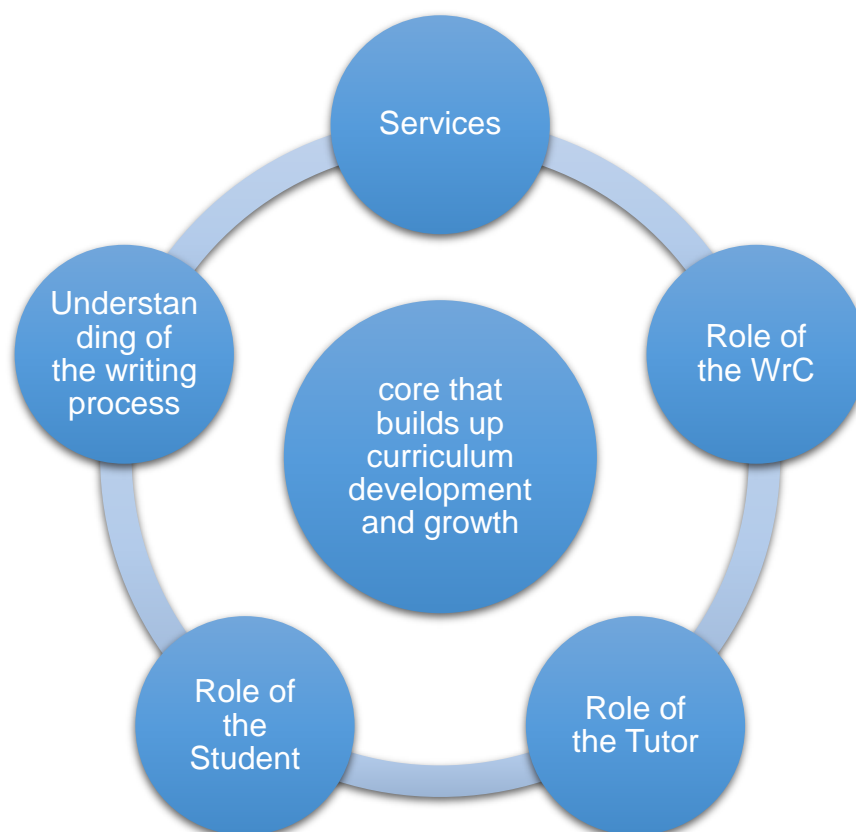 Services
Role of
the WrC
Role of
the Tutor
Role of
the
Student
Understan
ding of
the writing
process
core that
builds up
curriculum
development
and growth